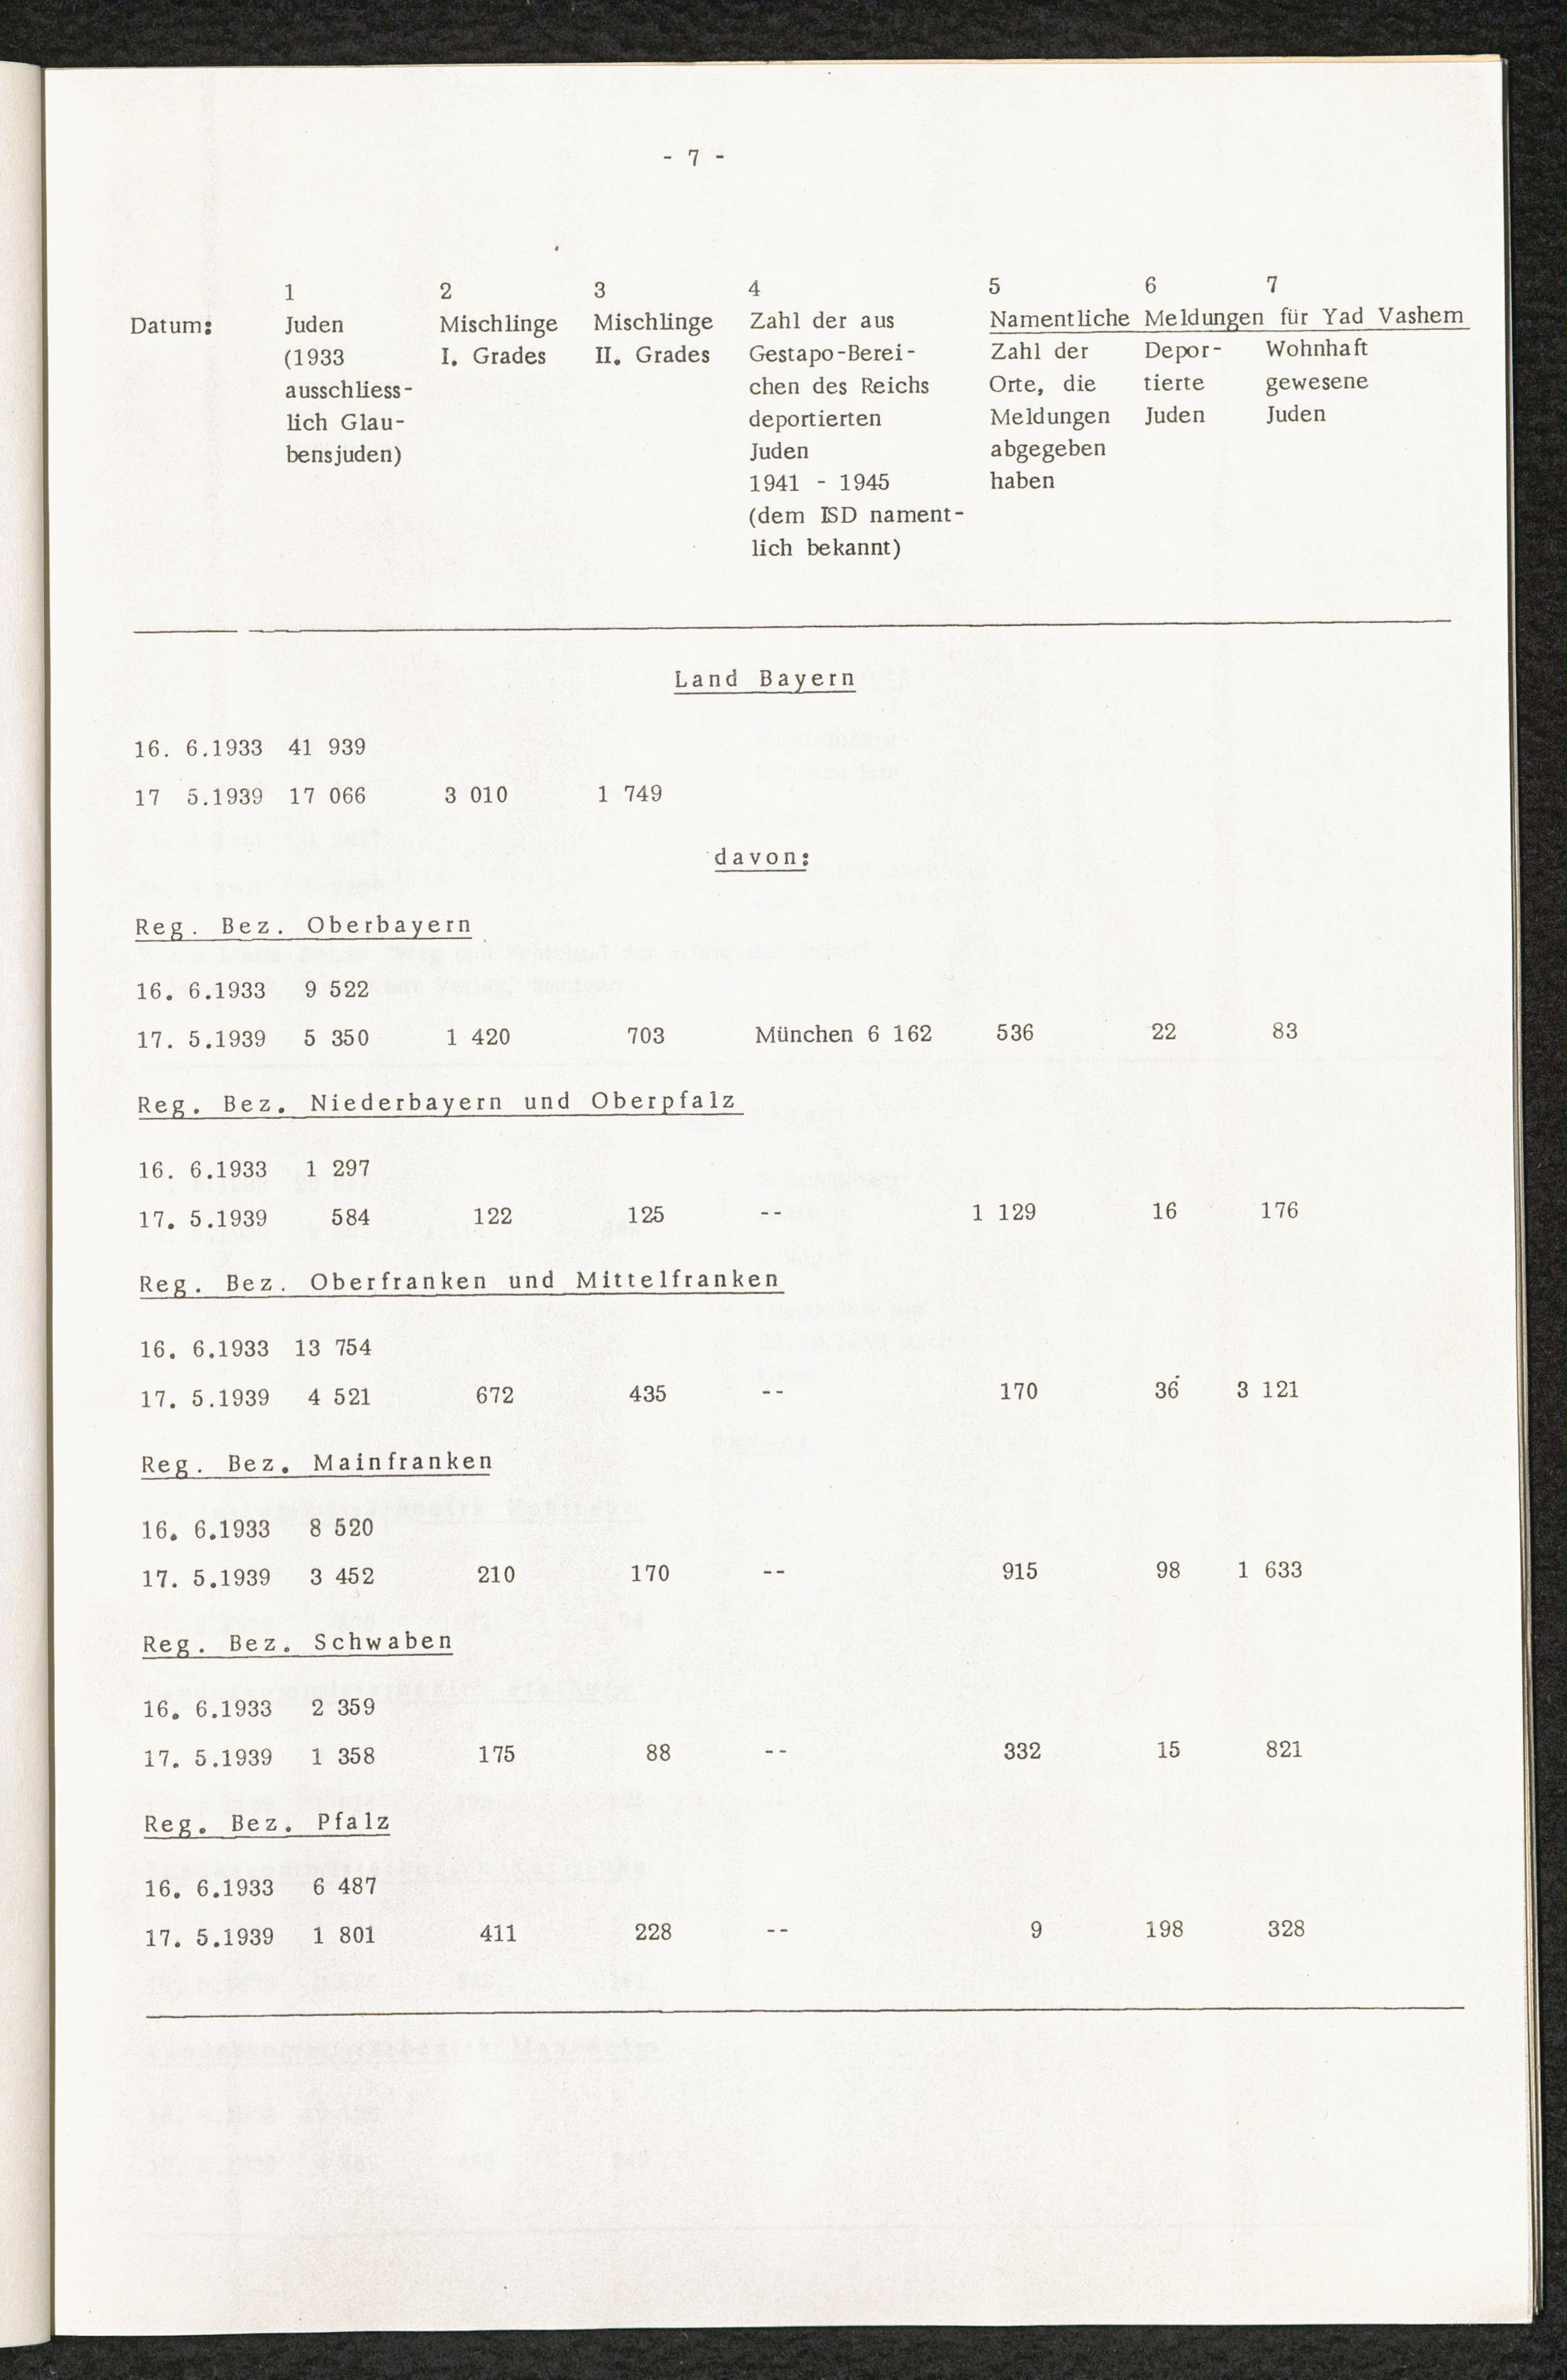 - 7 -
1 2 3 4 5 6 7
Datum: Juden Mischlinge Mischlinge Zahl der aus Namentliche Meldungen für Yad Vashem
(1933 I. Grades II. Grades Gestapo-Berei- Zahl der Depor- Wohnhaft
ausschliess- chen des Reichs Orte, die tierte gewesene
lich Glau- deportierten Meldungen Juden Juden
bensjuden) Juden abgegeben
1941 - 1945 haben
(dem ISD nament-
lich bekannt)
Land Bayern
16. 6.1933 41 939
17 5.1939 17 066 3 010 1 749
davon:
Reg. Bez. Oberbayern
16. 6.1933 9 522
17. 5.1939 5 350 1 420 703 München 6 162 536 22 83
Reg. Bez. Niederbayern und Oberpfalz
16. 6.1933 1 297
17. 5.1939 584 122 125 -- 1 129 16 176
Reg. Bez. Oberfranken und Mittelfranken
16. 6.1933 13 754
17. 5.1939 4 521 672 435 -- 170 36 3 121
Reg. Bez. Mainfranken
16. 6.1933 8 520
17. 5.1939 3 452 210 170 -- 915 98 1 633
Reg. Bez. Schwaben
16. 6.1933 2 359
17. 5.1939 1 358 175 88 -- 332 15 821
Reg. Bez. Pfalz
16. 6.1933 6 487
17. 5.1939 1 801 411 228 -- 9 198 328